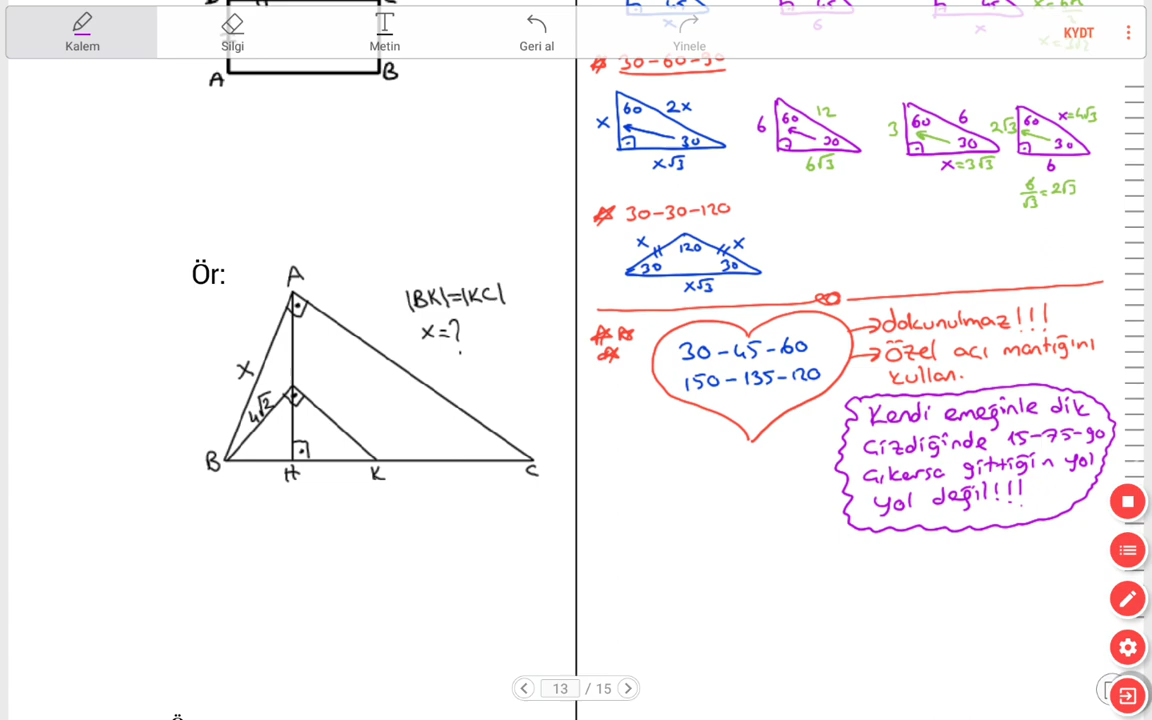 Kalem
Silgi
Metin
Geri al
Yinele
KYDT
A
B
Ör:
A
|BK|=|KC|
x=?
x
4√2
B
H
K
C
6
x
30-60-90
60
2x
x
30
x√3
60
12
6
30
6√3
60
6
3
30
x=3√3
60
x=4√3
2√3
30
6
6/√3=2√3
30-30-120
x
x
120
30
30
x√3
30-45-60
150-135-120
→dokunulmaz!!!
→özel açı mantığını
kullan.
Kendi emeğinle dik
çizdiğinde 15-75-90
çıkarsa gittiğin yol
yol değil!!!
13 / 15